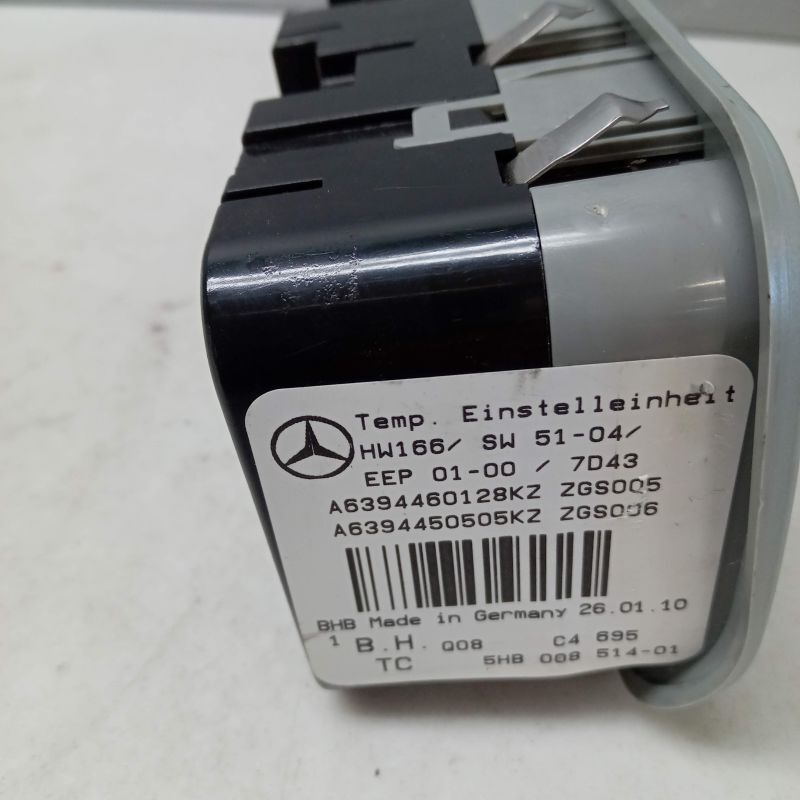 Temp. Einstelleinheit
HW166/ SW 51-04/
EEP 01-00 / 7D43
A6394460128KZ ZGS005
A6394450505KZ ZGS006
BHB Made in Germany 26.01.10
1 B.H. 008 C4 695
TC 5HB 008 514-01